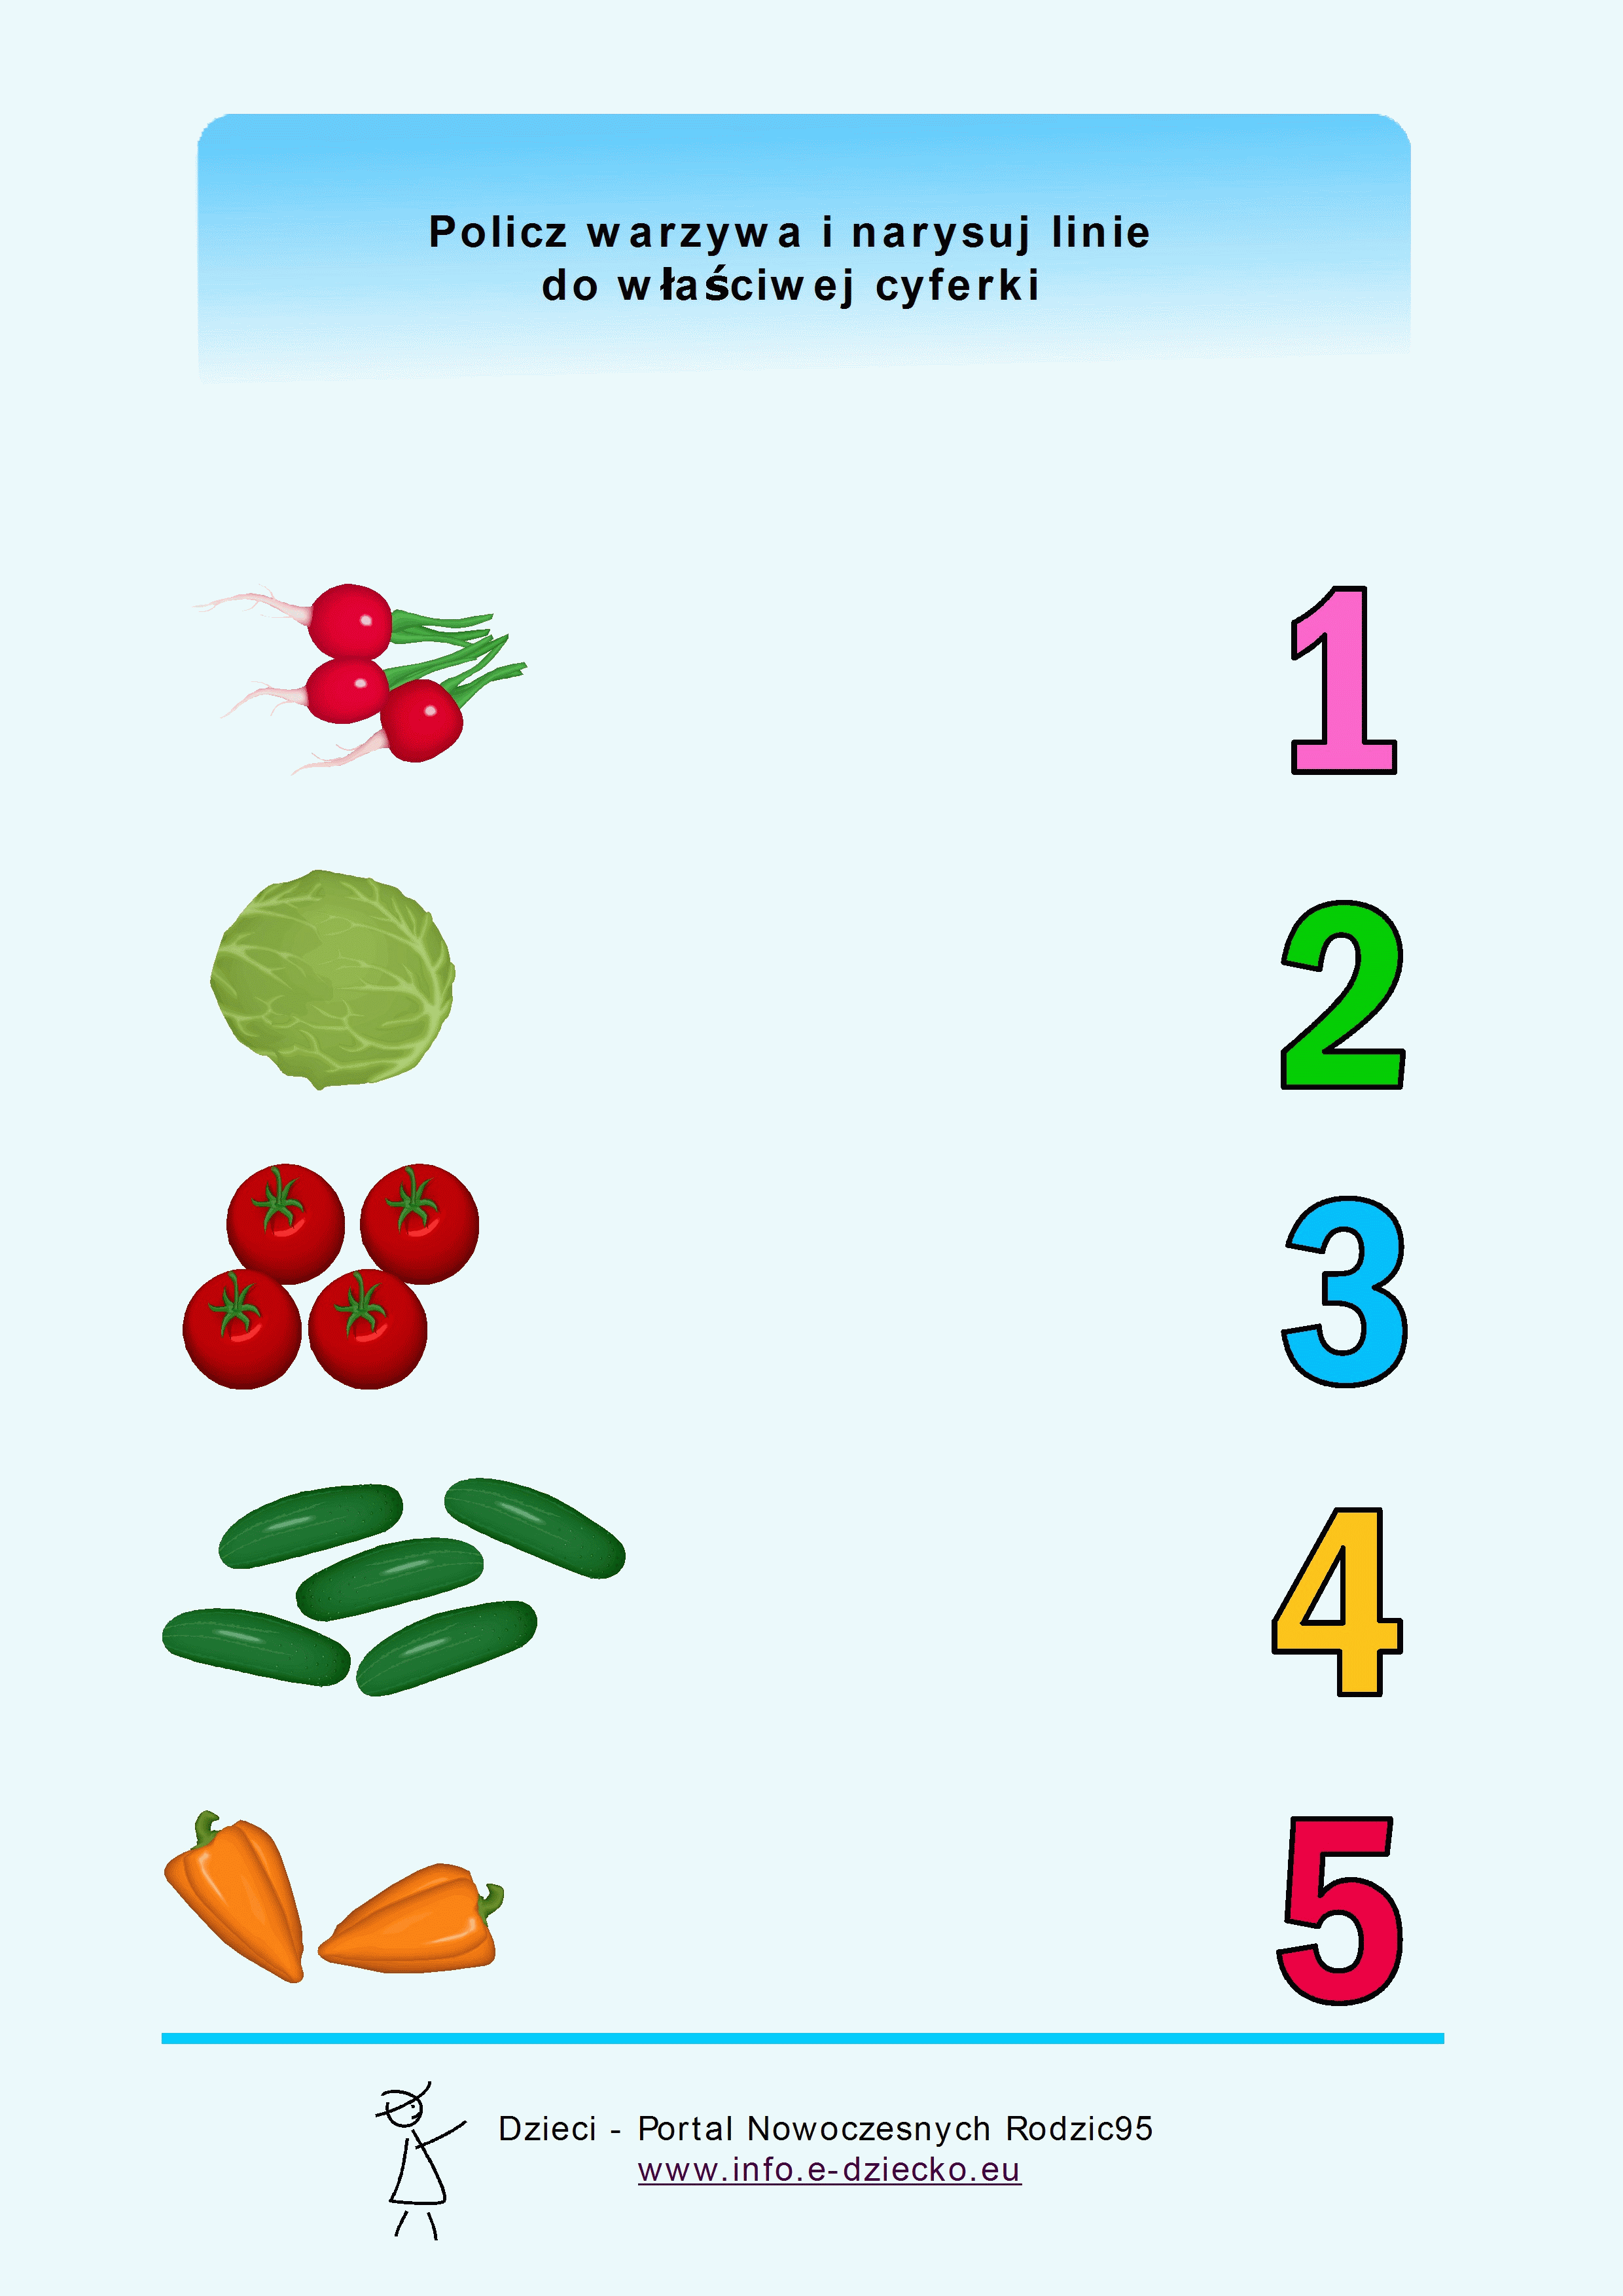 Policz warzywa i narysuj linie
do właściwej cyferki
1
2
3
4
5
Dzieci - Portal Nowoczesnych Rodzic95
www.info.e-dziecko.eu